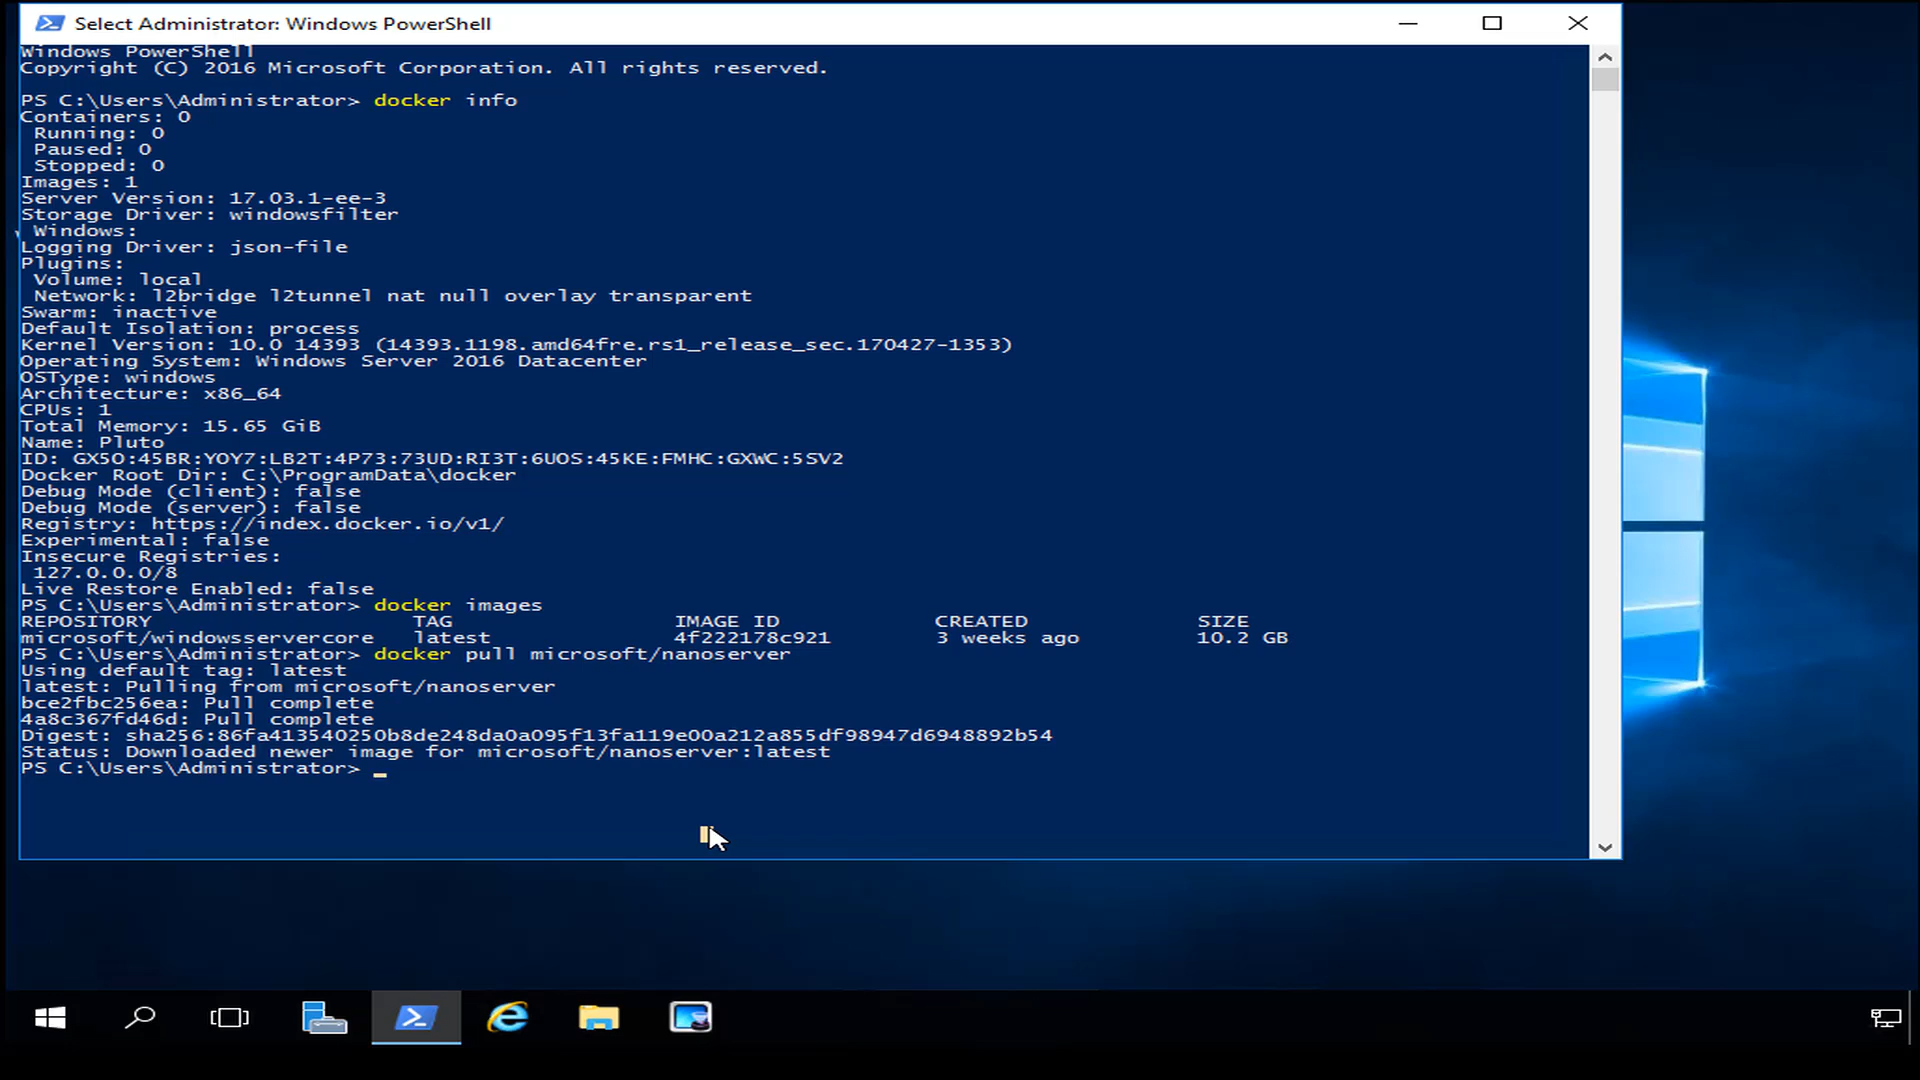 Select Administrator: Windows PowerShell
Windows PowerShell
Copyright (C) 2016 Microsoft Corporation. All rights reserved.
PS C:\Users\Administrator> docker info
Containers: 0
Running: 0
Paused: 0
Stopped: 0
Images: 1
Server Version: 17.03.1-ee-3
Storage Driver: windowsfilter
Windows:
Logging Driver: json-file
Plugins:
Volume: local
Network: l2bridge l2tunnel nat null overlay transparent
Swarm: inactive
Default Isolation: process
Kernel Version: 10.0 14393 (14393.1198.amd64fre.rs1_release_sec.170427-1353)
Operating System: Windows Server 2016 Datacenter
OSType: windows
Architecture: x86_64
CPUs: 1
Total Memory: 15.65 GiB
Name: Pluto
ID: GX5O:45BR:YOY7:LB2T:4P73:73UD:RI3T:6UOS:45KE:FMHC:GXWC:5SV2
Docker Root Dir: C:\ProgramData\docker
Debug Mode (client): false
Debug Mode (server): false
Registry: https://index.docker.io/v1/
Experimental: false
Insecure Registries:
127.0.0.0/8
Live Restore Enabled: false
PS C:\Users\Administrator> docker images
REPOSITORY TAG IMAGE ID CREATED SIZE
microsoft/windowsservercore latest 4f222178c921 3 weeks ago 10.2 GB
PS C:\Users\Administrator> docker pull microsoft/nanoserver
Using default tag: latest
latest: Pulling from microsoft/nanoserver
bce2fbc256ea: Pull complete
4a8c367fd46d: Pull complete
Digest: sha256:86fa413540250b8de248da0a095f13fa119e00a212a855df98947d6948892b54
Status: Downloaded newer image for microsoft/nanoserver:latest
PS C:\Users\Administrator> _